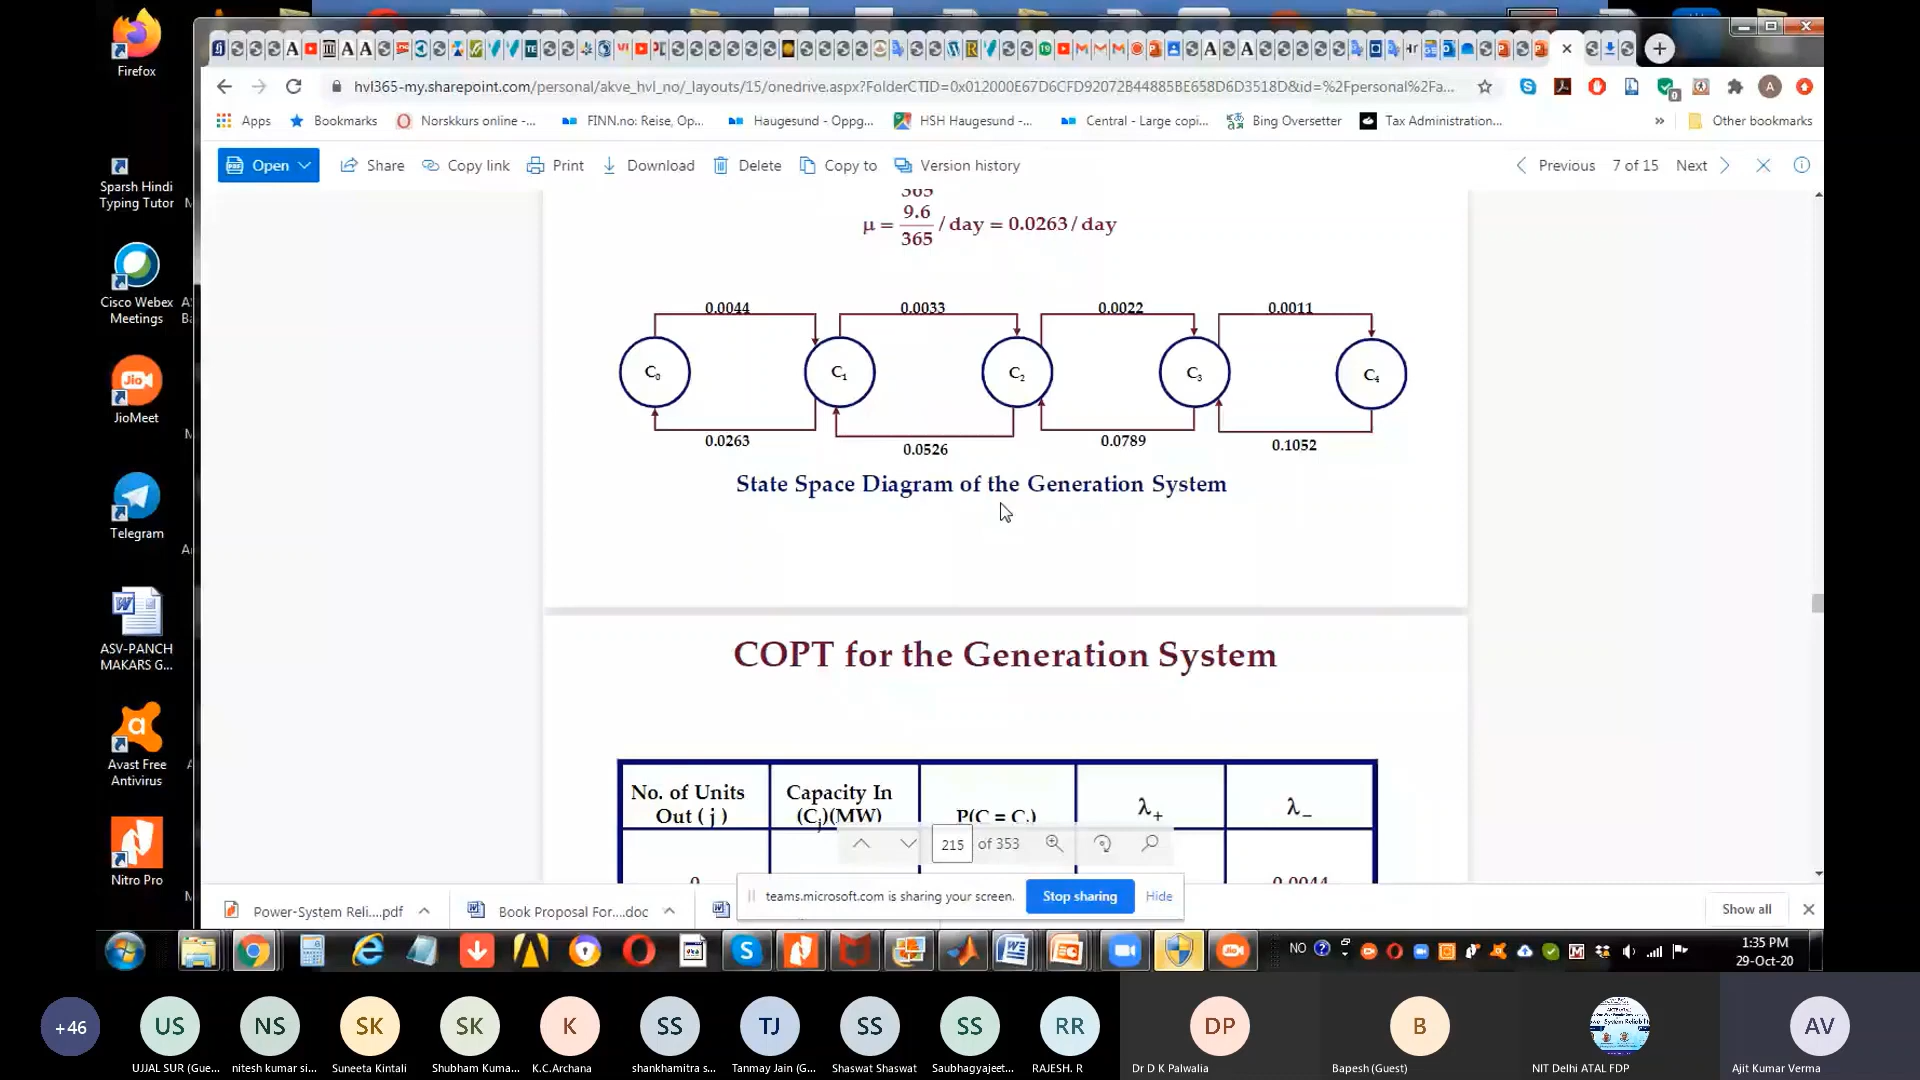 Firefox
hvl365-my.sharepoint.com/personal/akve_hvl_no/_layouts/15/onedrive.aspx?FolderCTID=0x012000E67D6CFD92072B44885BE658D6D3518D&id=%2Fpersonal%2Fa...
Apps Bookmarks Norskkurs online -... FINN.no: Reise, Op... Haugesund - Oppg... HSH Haugesund -... Central - Large copi... Bing Oversetter Tax Administration... » Other bookmarks
Open Share Copy link Print Download Delete Copy to Version history Previous 7 of 15 Next
Sparsh Hindi
Typing Tutor
Cisco Webex
Meetings
JioMeet
Telegram
ASV-PANCH
MAKARS G...
Avast Free
Antivirus
Nitro Pro
365
μ = 9.6 / 365 / day = 0.0263 / day
0.0044 0.0033 0.0022 0.0011
C0 C1 C2 C3 C4
0.0263 0.0526 0.0789 0.1052
State Space Diagram of the Generation System
COPT for the Generation System
No. of Units Out ( j )
Capacity In (Cj)(MW)
P(C = Cj)
λ+
λ−
0 0.0044
215 of 353
teams.microsoft.com is sharing your screen. Stop sharing Hide
Power-System Reli....pdf Book Proposal For....doc Show all
NO 1:35 PM
29-Oct-20
+46 US NS SK SK K SS TJ SS SS RR DP B AV
UJJAL SUR (Gue... nitesh kumar si... Suneeta Kintali Shubham Kuma... K.C.Archana shankhamitra s... Tanmay Jain (G... Shaswat Shaswat Saubhagyajeet... RAJESH. R Dr D K Palwalia Bapesh (Guest) NIT Delhi ATAL FDP Ajit Kumar Verma